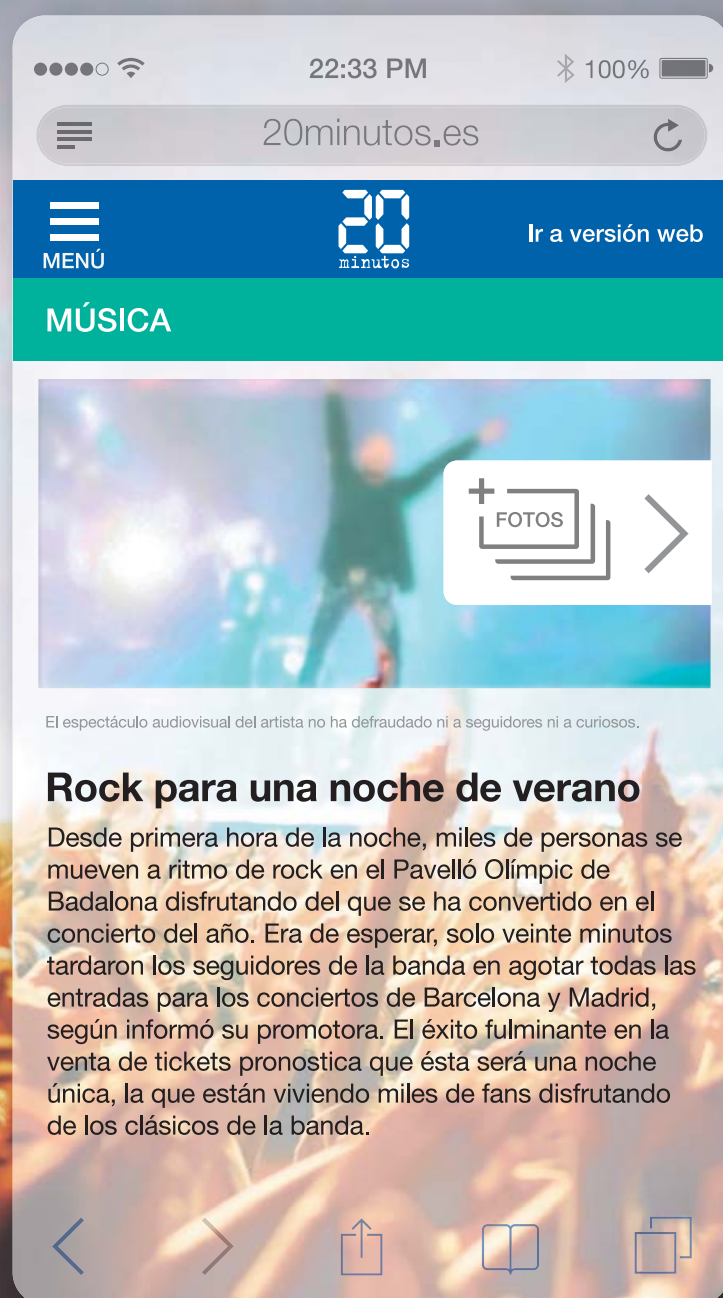 22:33 PM
100%
20minutos.es
MENÚ
20
minutos
Ir a versión web
MÚSICA
FOTOS
El espectáculo audiovisual del artista no ha defraudado ni a seguidores ni a curiosos.
Rock para una noche de verano
Desde primera hora de la noche, miles de personas se
mueven a ritmo de rock en el Pavelló Olímpic de
Badalona disfrutando del que se ha convertido en el
concierto del año. Era de esperar, solo veinte minutos
tardaron los seguidores de la banda en agotar todas las
entradas para los conciertos de Barcelona y Madrid,
según informó su promotora. El éxito fulminante en la
venta de tickets pronostica que ésta será una noche
única, la que están viviendo miles de fans disfrutando
de los clásicos de la banda.